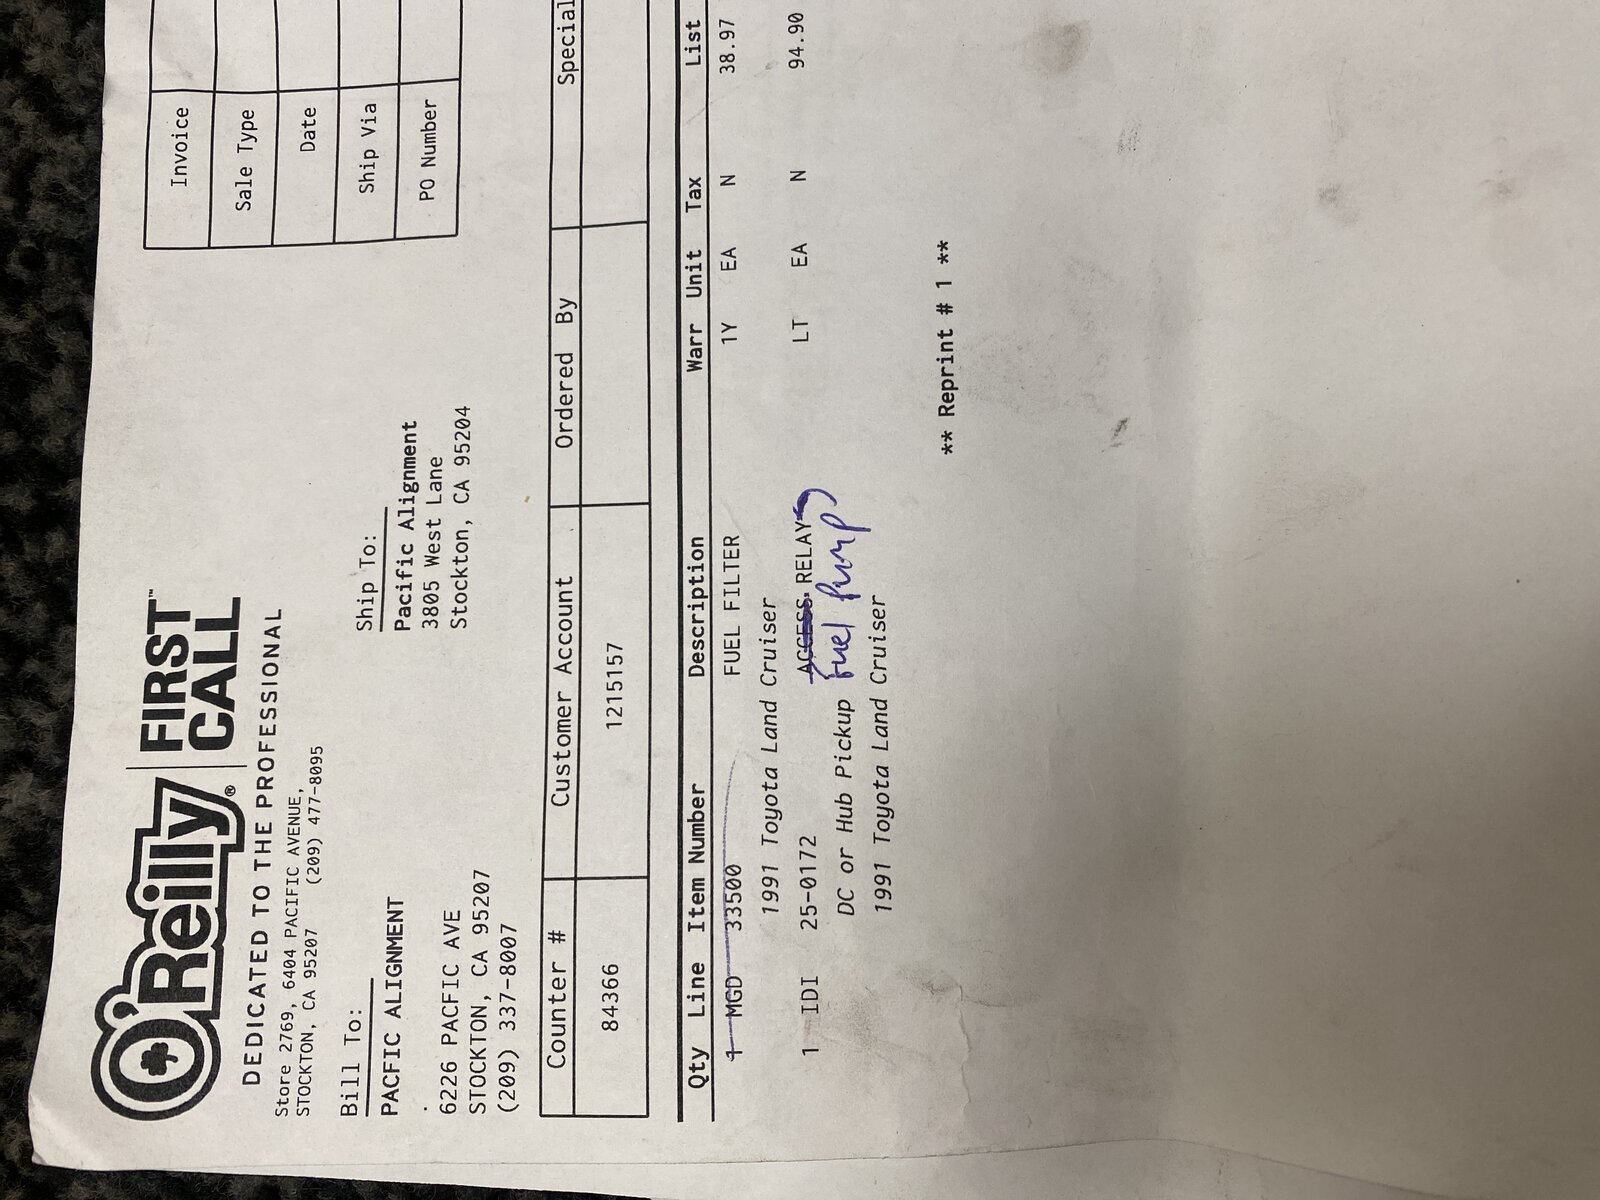 O'Reilly® FIRST CALL™
DEDICATED TO THE PROFESSIONAL
Store 2769, 6404 PACIFIC AVENUE,
STOCKTON, CA 95207 (209) 477-8095
Invoice
Sale Type
Date
Ship Via
PO Number
Bill To:
PACFIC ALIGNMENT
.
6226 PACFIC AVE
STOCKTON, CA 95207
(209) 337-8007
Ship To:
Pacific Alignment
3805 West Lane
Stockton, CA 95204
Counter # Customer Account Ordered By Special
84366 1215157
Qty Line Item Number Description Warr Unit Tax List
1 MGD 33500 FUEL FILTER 1Y EA N 38.97
1991 Toyota Land Cruiser
1 IDI 25-0172 ACCESS. RELAY LT EA N 94.90
DC or Hub Pickup fuel pump
1991 Toyota Land Cruiser
** Reprint # 1 **